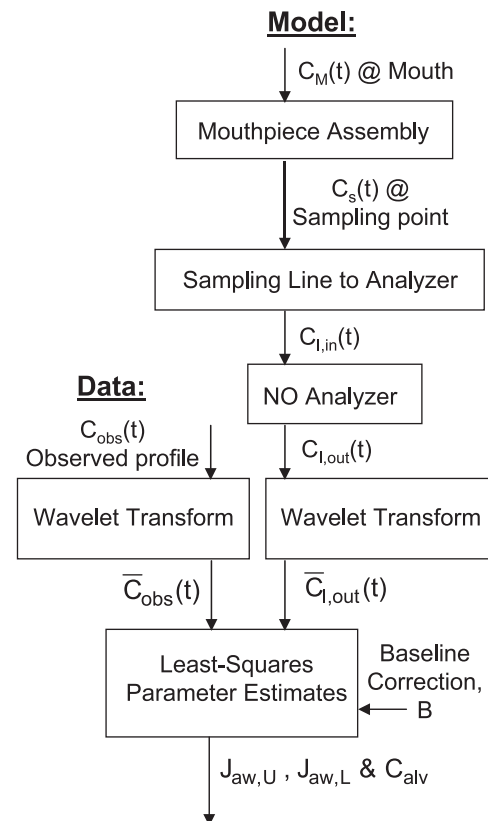 Model:
C_M(t) @ Mouth
Mouthpiece Assembly
C_s(t) @
Sampling point
Sampling Line to Analyzer
C_I,in(t)
NO Analyzer
Data:
C_obs(t)
Observed profile
C_I,out(t)
Wavelet Transform
Wavelet Transform
C̅_obs(t)
C̅_I,out(t)
Least-Squares
Parameter Estimates
Baseline
Correction,
B
J_aw,U , J_aw,L & C_alv